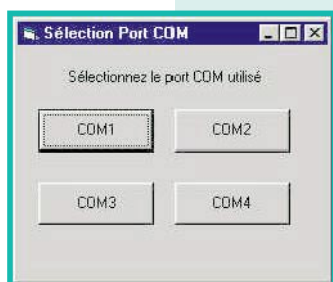 Sélection Port COM
Sélectionnez le port COM utilisé
COM1 COM2
COM3 COM4